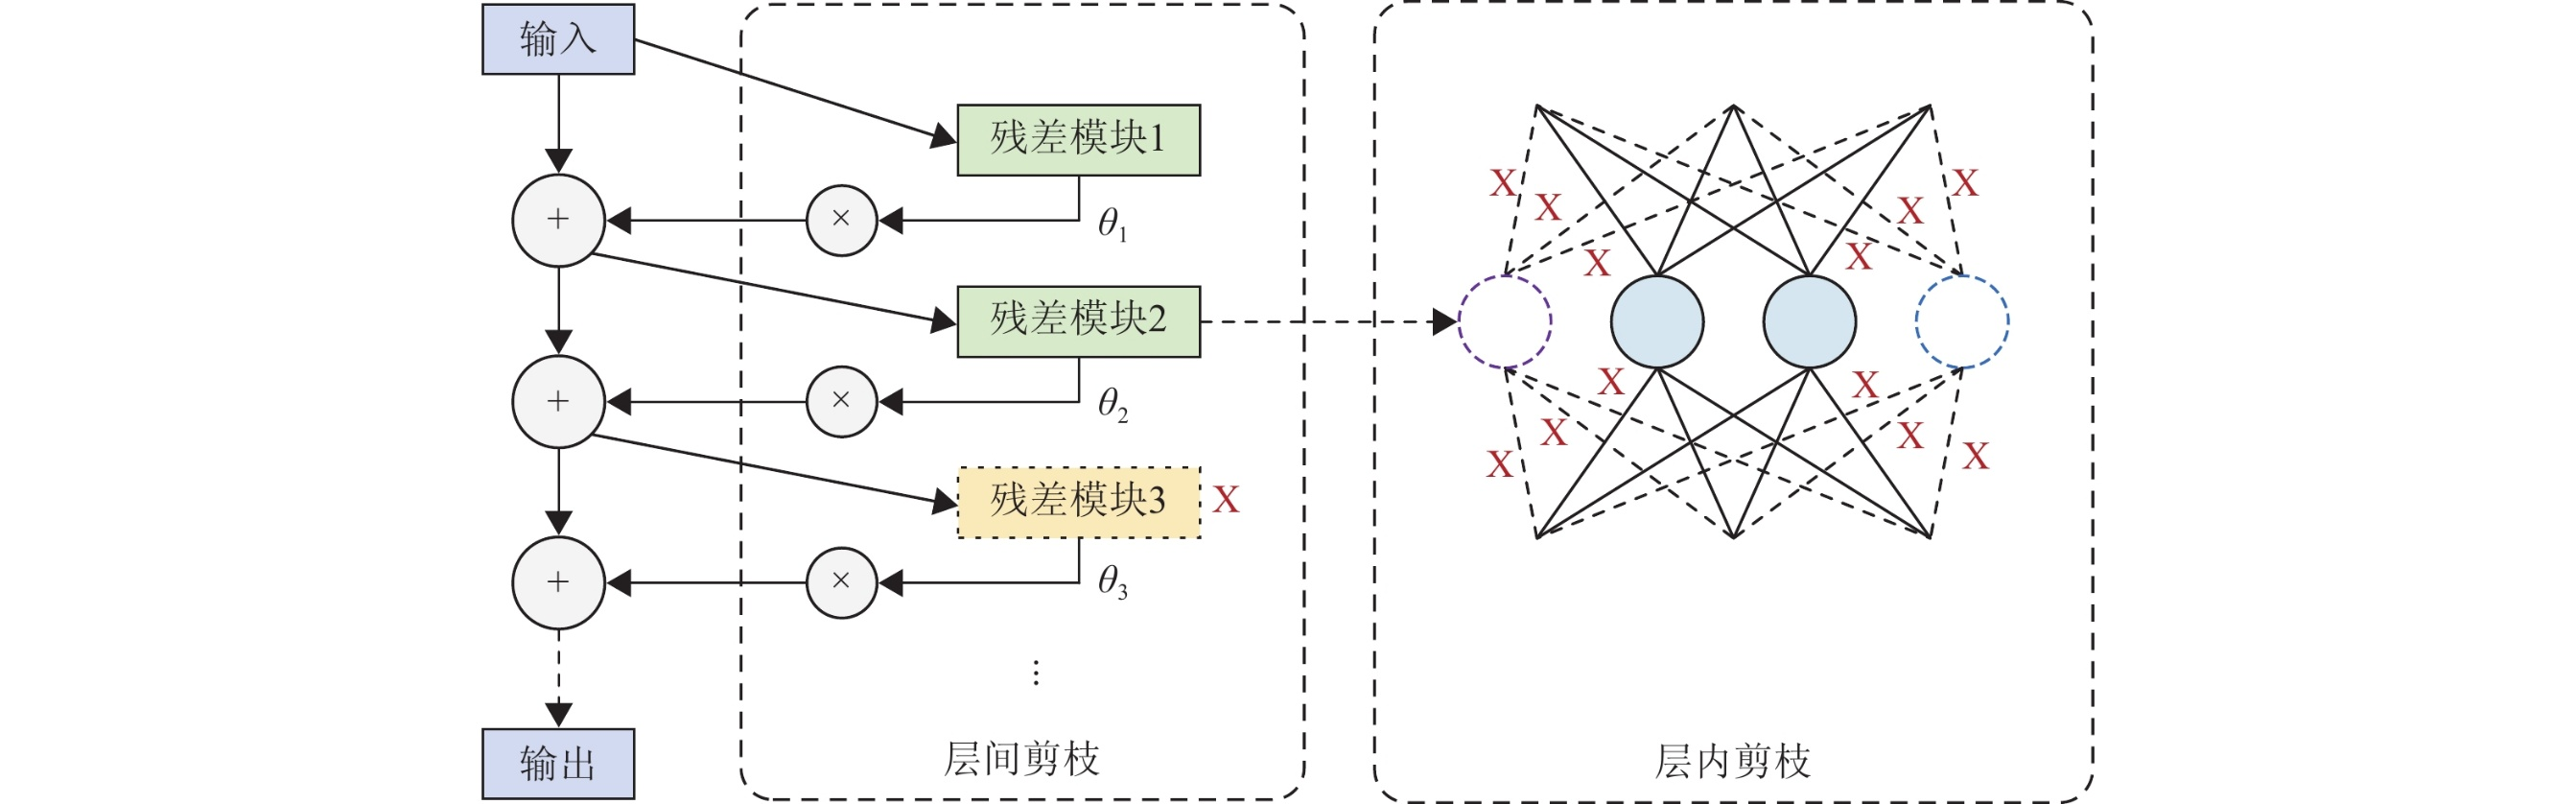 输入
残差模块1
+
×
θ1
残差模块2
+
×
θ2
残差模块3 X
+
×
θ3
⋮
输出
层间剪枝
X X X X X X
X X X X X X
层内剪枝